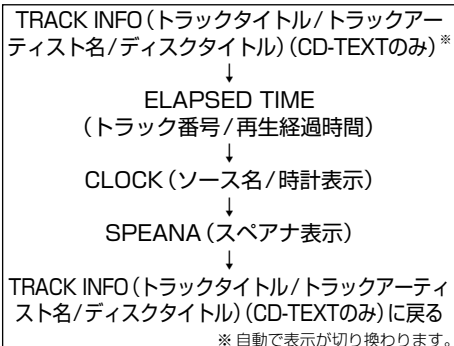 TRACK INFO（トラックタイトル/トラックアー
ティスト名/ディスクタイトル）（CD-TEXTのみ）※
↓
ELAPSED TIME
（トラック番号/再生経過時間）
↓
CLOCK（ソース名/時計表示）
↓
SPEANA（スペアナ表示）
↓
TRACK INFO（トラックタイトル/トラックアーティ
スト名/ディスクタイトル）（CD-TEXTのみ）に戻る
※ 自動で表示が切り換わります。